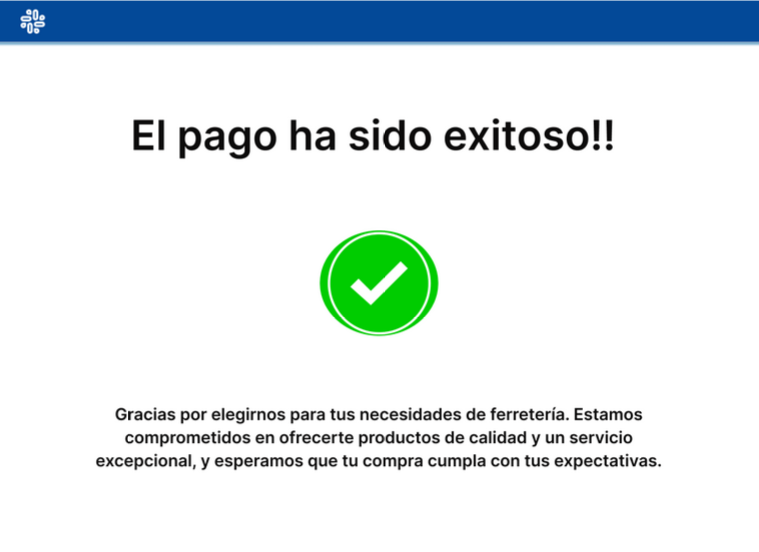 El pago ha sido exitoso!!
Gracias por elegirnos para tus necesidades de ferretería. Estamos
comprometidos en ofrecerte productos de calidad y un servicio
excepcional, y esperamos que tu compra cumpla con tus expectativas.